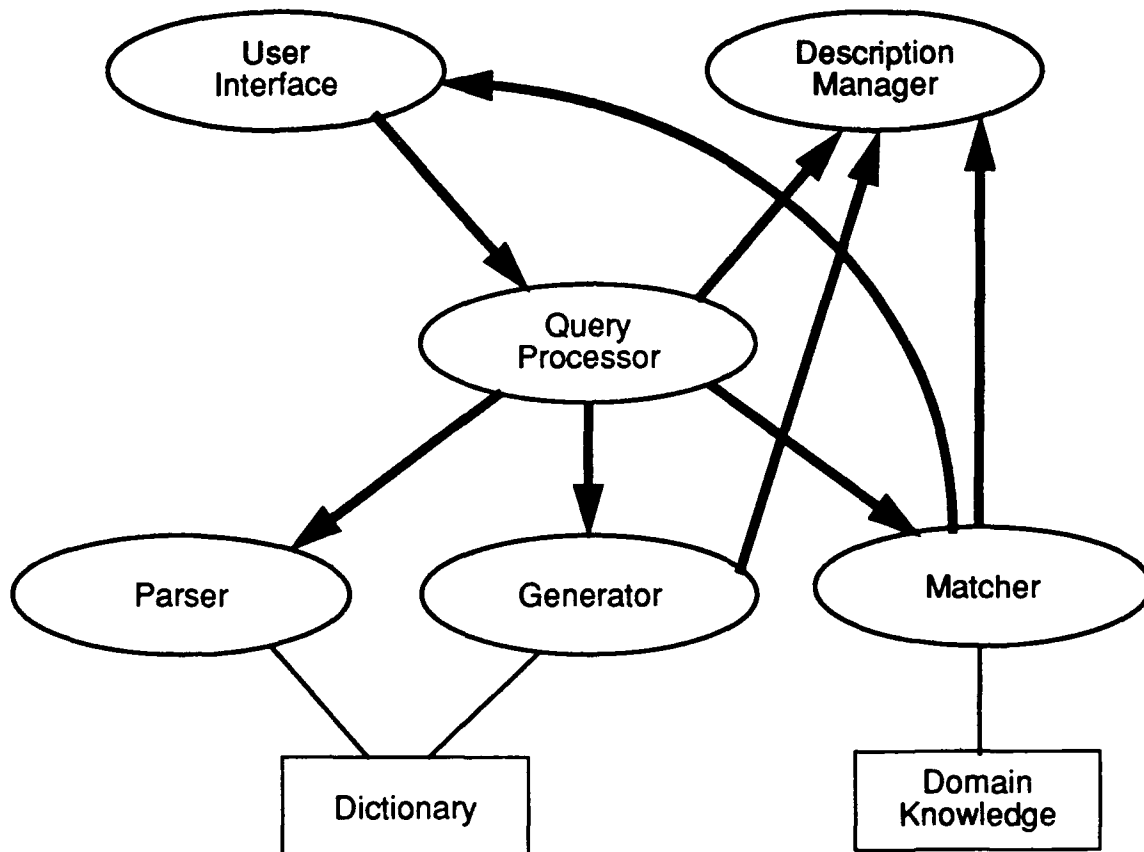 User
Interface
Description
Manager
Query
Processor
Parser
Generator
Matcher
Dictionary
Domain
Knowledge